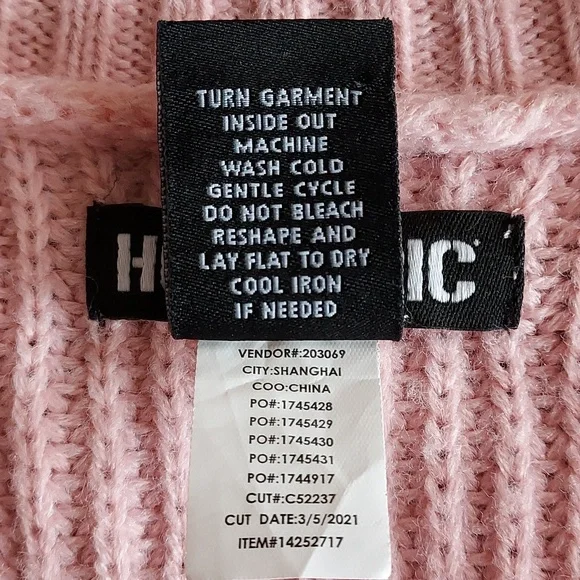 TURN GARMENT
INSIDE OUT
MACHINE
WASH COLD
GENTLE CYCLE
DO NOT BLEACH
RESHAPE AND
LAY FLAT TO DRY
COOL IRON
IF NEEDED
VENDOR#:203069
CITY:SHANGHAI
COO:CHINA
PO#:1745428
PO#:1745429
PO#:1745430
PO#:1745431
PO#:1744917
CUT#:C52237
CUT DATE:3/5/2021
ITEM#14252717